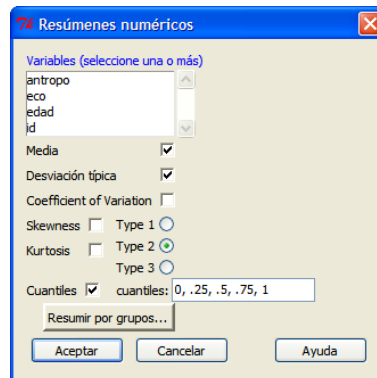 Resúmenes numéricos
Variables (seleccione una o más)
antropo
eco
edad
id
Media
Desviación típica
Coefficient of Variation
Skewness Type 1
Kurtosis Type 2
Type 3
Cuantiles cuantiles: 0, .25, .5, .75, 1
Resumir por grupos...
Aceptar Cancelar Ayuda